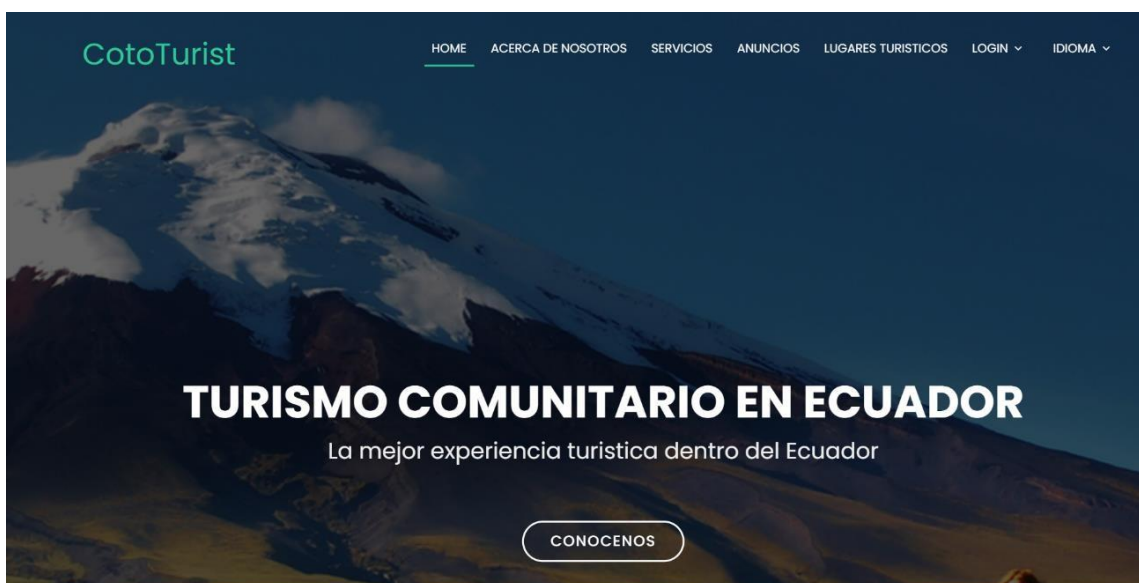 CotoTurist
HOME ACERCA DE NOSOTROS SERVICIOS ANUNCIOS LUGARES TURISTICOS LOGIN IDIOMA
TURISMO COMUNITARIO EN ECUADOR
La mejor experiencia turistica dentro del Ecuador
CONOCENOS